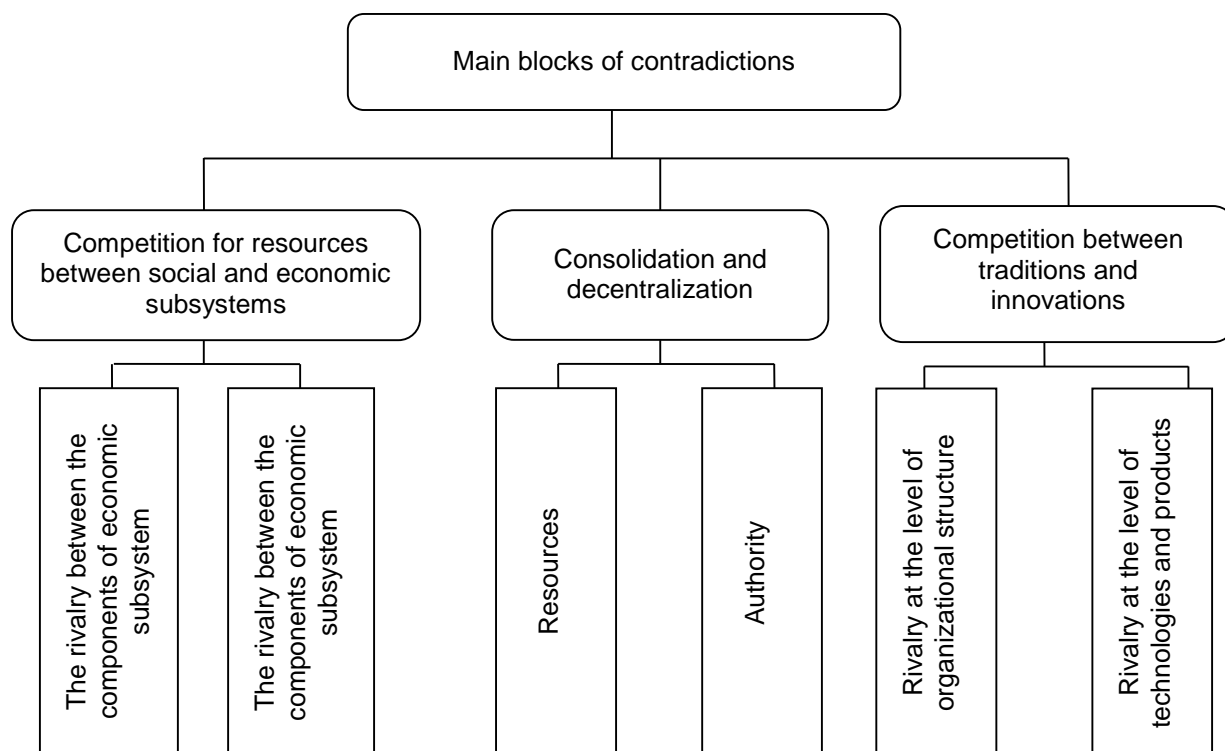 Main blocks of contradictions
Competition for resources
between social and economic
subsystems
Consolidation and
decentralization
Competition between
traditions and
innovations
The rivalry between the
components of economic
subsystem
The rivalry between the
components of economic
subsystem
Resources
Authority
Rivalry at the level of
organizational structure
Rivalry at the level of
technologies and products